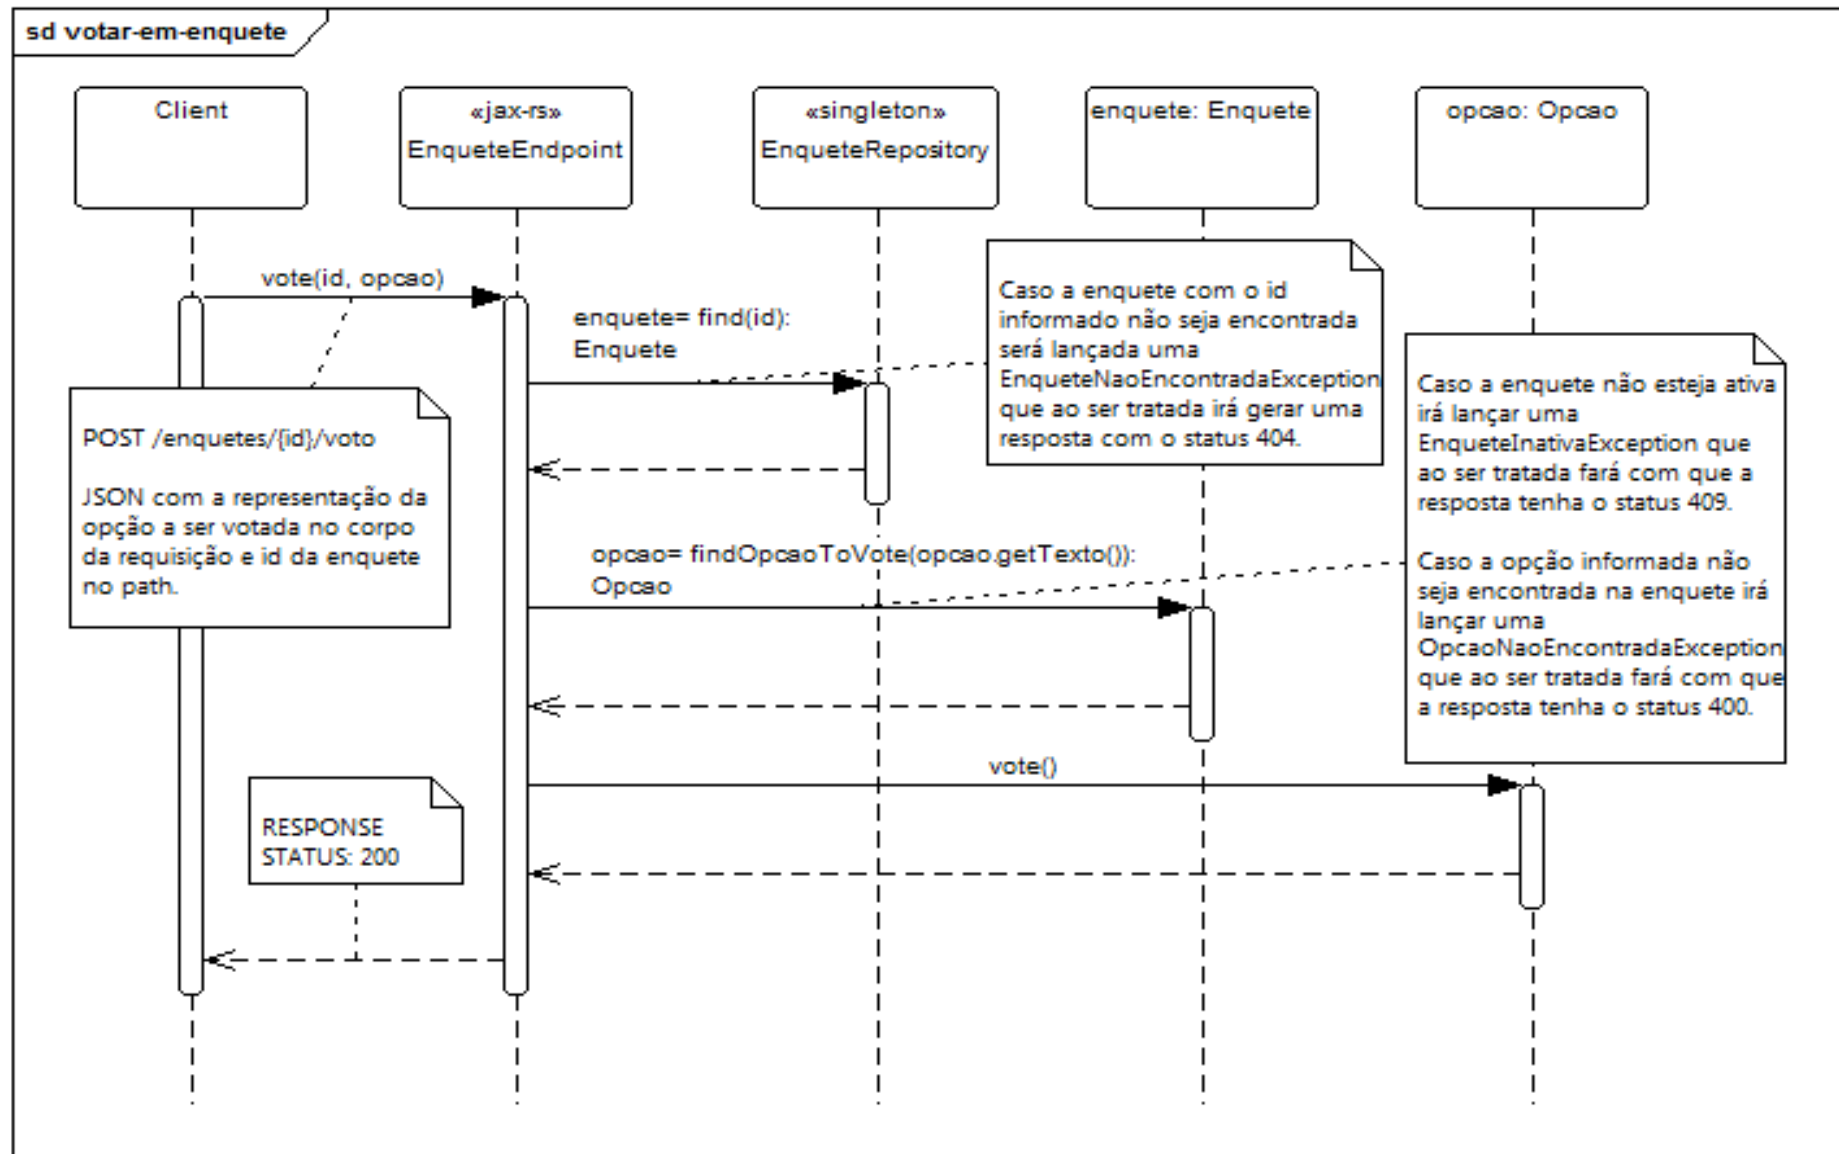 sd votar-em-enquete
Client
«jax-rs»
EnqueteEndpoint
«singleton»
EnqueteRepository
enquete: Enquete
opcao: Opcao
vote(id, opcao)
enquete= find(id):
Enquete
Caso a enquete com o id
informado não seja encontrada
será lançada uma
EnqueteNaoEncontradaException
que ao ser tratada irá gerar uma
resposta com o status 404.
Caso a enquete não esteja ativa
irá lançar uma
EnqueteInativaException que
ao ser tratada fará com que a
resposta tenha o status 409.
Caso a opção informada não
seja encontrada na enquete irá
lançar uma
OpcaoNaoEncontradaException
que ao ser tratada fará com que
a resposta tenha o status 400.
POST /enquetes/{id}/voto
JSON com a representação da
opção a ser votada no corpo
da requisição e id da enquete
no path.
opcao= findOpcaoToVote(opcao.getTexto()):
Opcao
vote()
RESPONSE
STATUS: 200